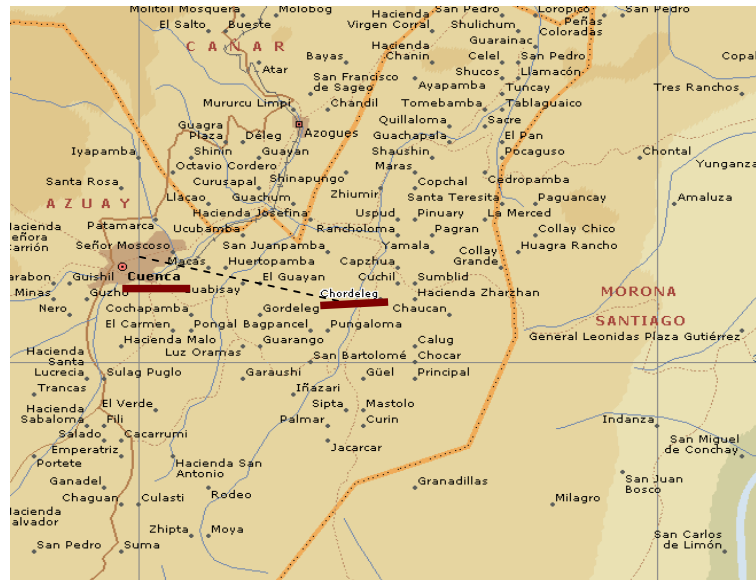 Molitoil Mosquera
Molobog
San Pedro
Loropico
San Pedro
El Salto
Bueste
Hacienda
Virgen Corral
Shulichum
Peñas
Coloradas
CANAR
Hacienda
Chanin
Guarainac
Bayas
Celel
San Pedro
Atar
San Francisco
de Sageo
Shucos
Llamacón
Copal
Ayapamba
Tuncay
Tres Ranchos
Mururcu Limpi
Chandil
Tomebamba
Tablaguaico
Guagra
Plaza
Déleg
Azogues
Quillaloma
Sacre
Guachapala
El Pan
Iyapamba
Shirin
Guayan
Shaushin
Pocaguso
Chontal
Yunganza
Octavio Cordero
Maras
Santa Rosa
Curusapul
Shinapungo
Copchal
Cedropamba
Zhiumir
AZUAY
Llacao
Guachum
Santa Teresita
Paguancay
Amaluza
Patamarca
Hacienda Josefina
Uspud
Pinuary
La Merced
Hacienda
Señora
Carrión
Ucubamba
Rancholoma
Pagran
Collay Chico
Señor Moscoso
San Juanpamba
Yamala
Collay
Grande
Huagra Rancho
Macas
Huertopamba
Capzhua
arabon
Guishil
Cuenca
El Guayan
Cuchil
Sumblid
Minas
Guzho
uabisay
Chordeleg
Hacienda Zharzhan
MORONA
SANTIAGO
Nero
Cochapamba
Gordeleg
Chaucan
El Carmen
Pongal Bagpancel
Pungaloma
General Leonidas Plaza Gutiérrez
Hacienda Malo
Guarango
Calug
Hacienda
Santa
Lucrecia
Luz Oramas
San Bartolomé
Chocar
Sulag Puglo
Garaushi
Güel
Principal
Trancas
Iñazari
Hacienda
Sabaloma
El Verde
Sipta
Mastolo
Fili
Palmar
Curin
Indanza
Salado
Cacarrumi
Emperatriz
Jacarcar
San Miguel
de Conchay
Portete
Hacienda San
Antonio
Ganadel
Granadillas
San Juan
Bosco
Chaguan
Culasti
Rodeo
Milagro
Hacienda
alvador
Zhipta
Moya
San Carlos
de Limón
San Pedro
Suma